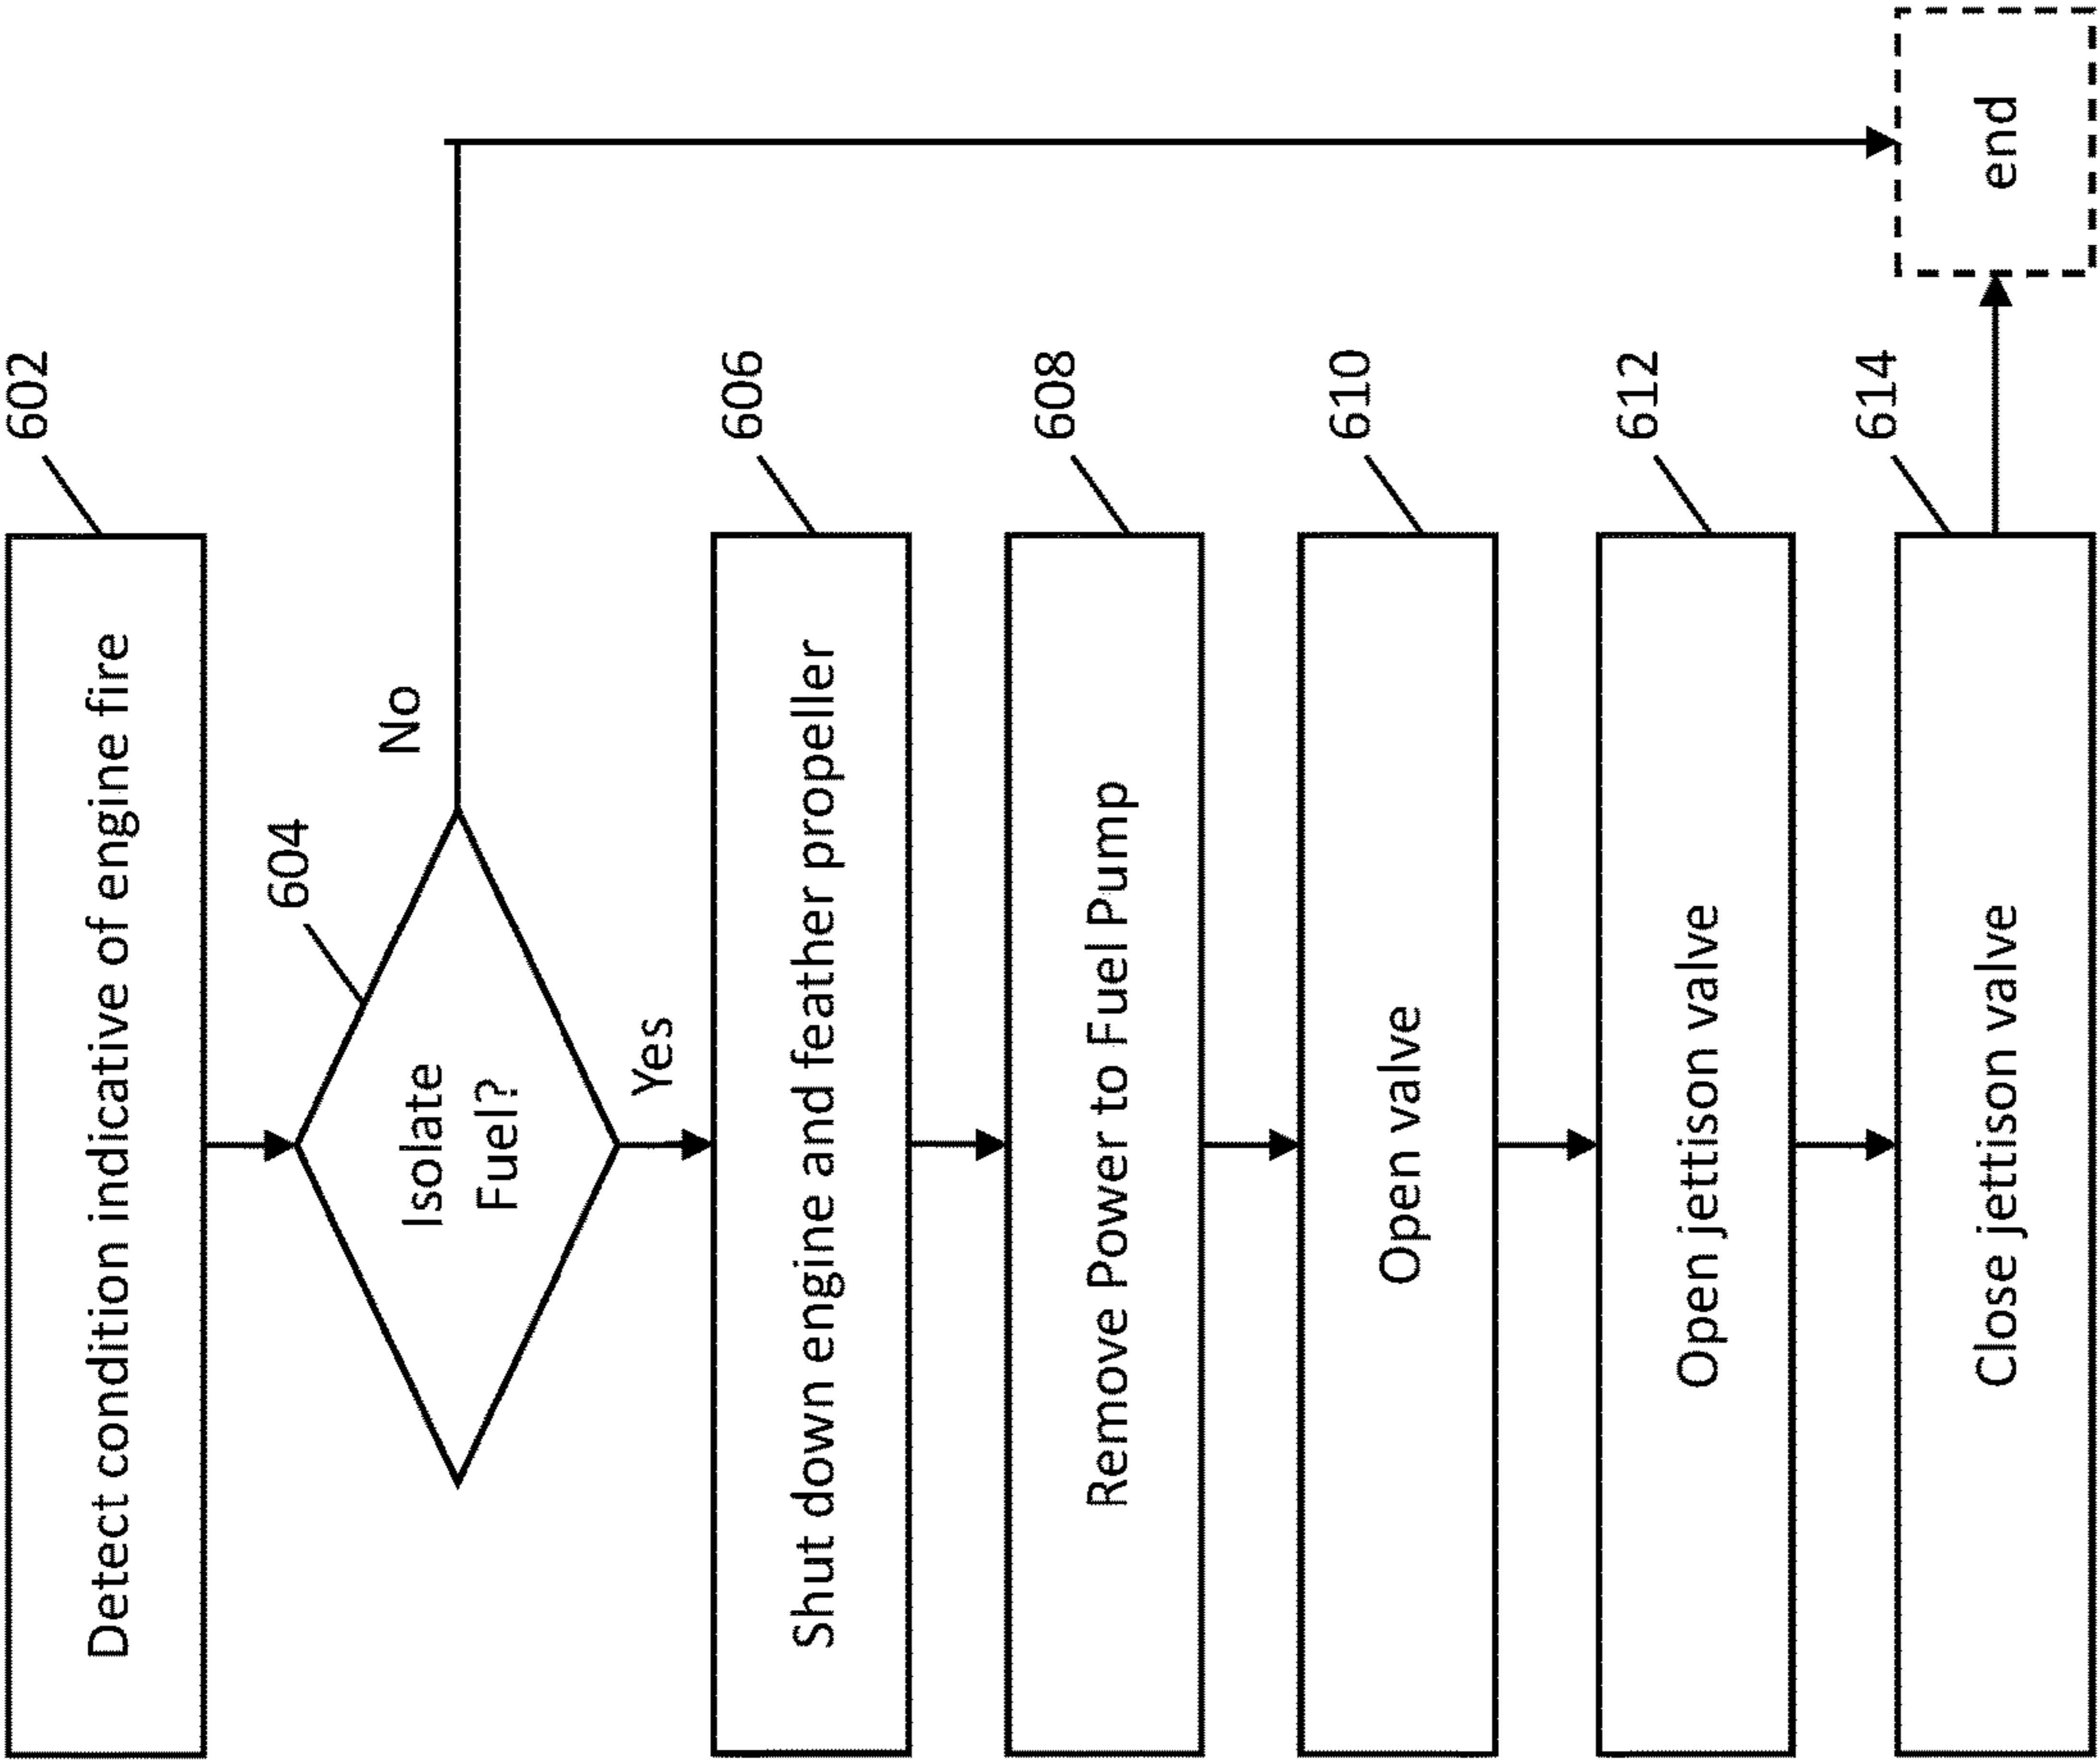 602
Detect condition indicative of engine fire
604
Isolate
Fuel?
No
Yes
606
Shut down engine and feather propeller
608
Remove Power to Fuel Pump
610
Open valve
612
Open jettison valve
614
Close jettison valve
end